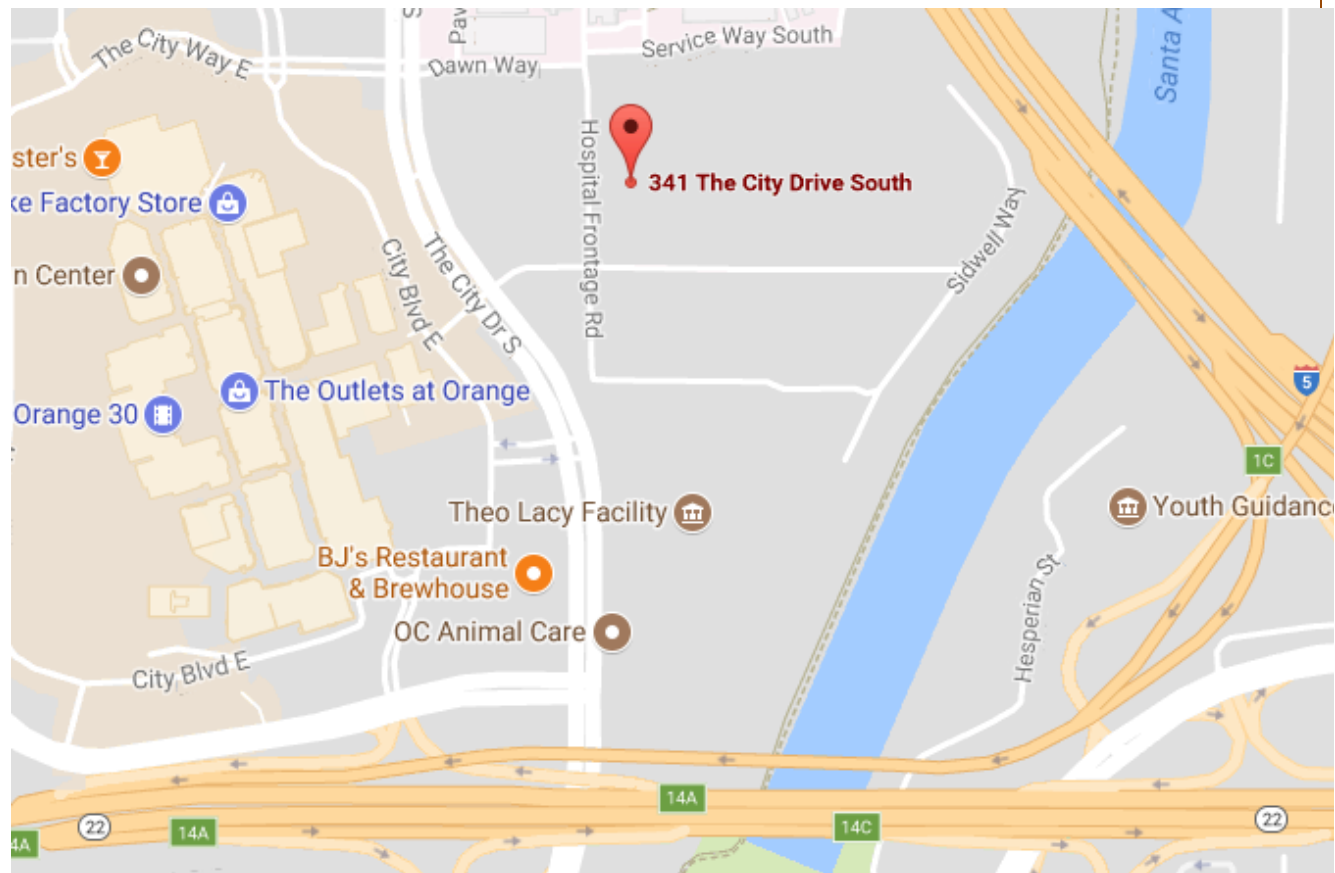 The City Way E
S
Pav
Dawn Way
Service Way South
Santa A
ster's
ke Factory Store
n Center
Hospital Frontage Rd
341 The City Drive South
Sidwell Way
City Blvd E
The City Dr S
The Outlets at Orange
Orange 30
5
1C
Theo Lacy Facility
Youth Guidance
BJ's Restaurant
& Brewhouse
OC Animal Care
Hesperian St
City Blvd E
14A
22
14A
4A
14C
22